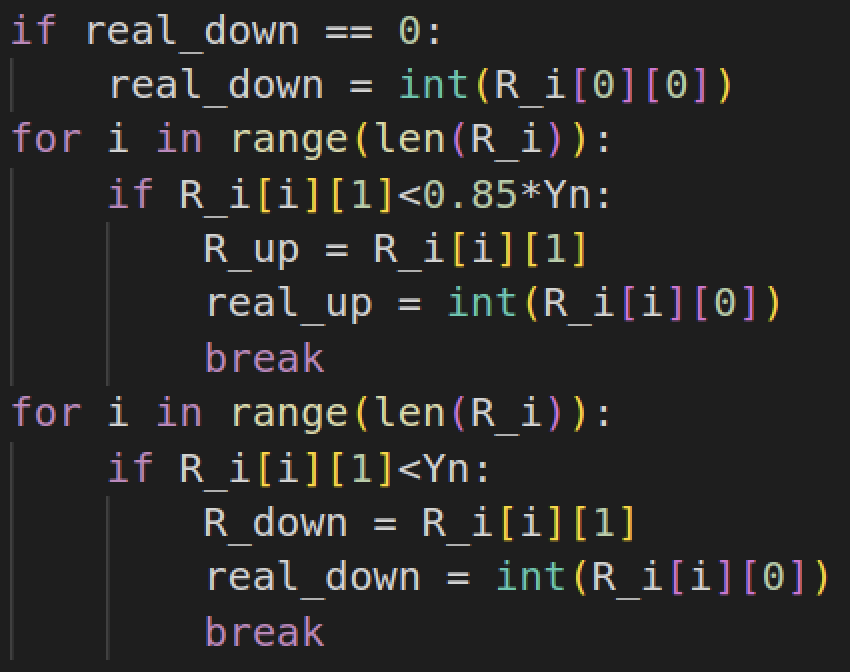 if real_down == 0:
    real_down = int(R_i[0][0])
for i in range(len(R_i)):
    if R_i[i][1]<0.85*Yn:
        R_up = R_i[i][1]
        real_up = int(R_i[i][0])
        break
for i in range(len(R_i)):
    if R_i[i][1]<Yn:
        R_down = R_i[i][1]
        real_down = int(R_i[i][0])
        break